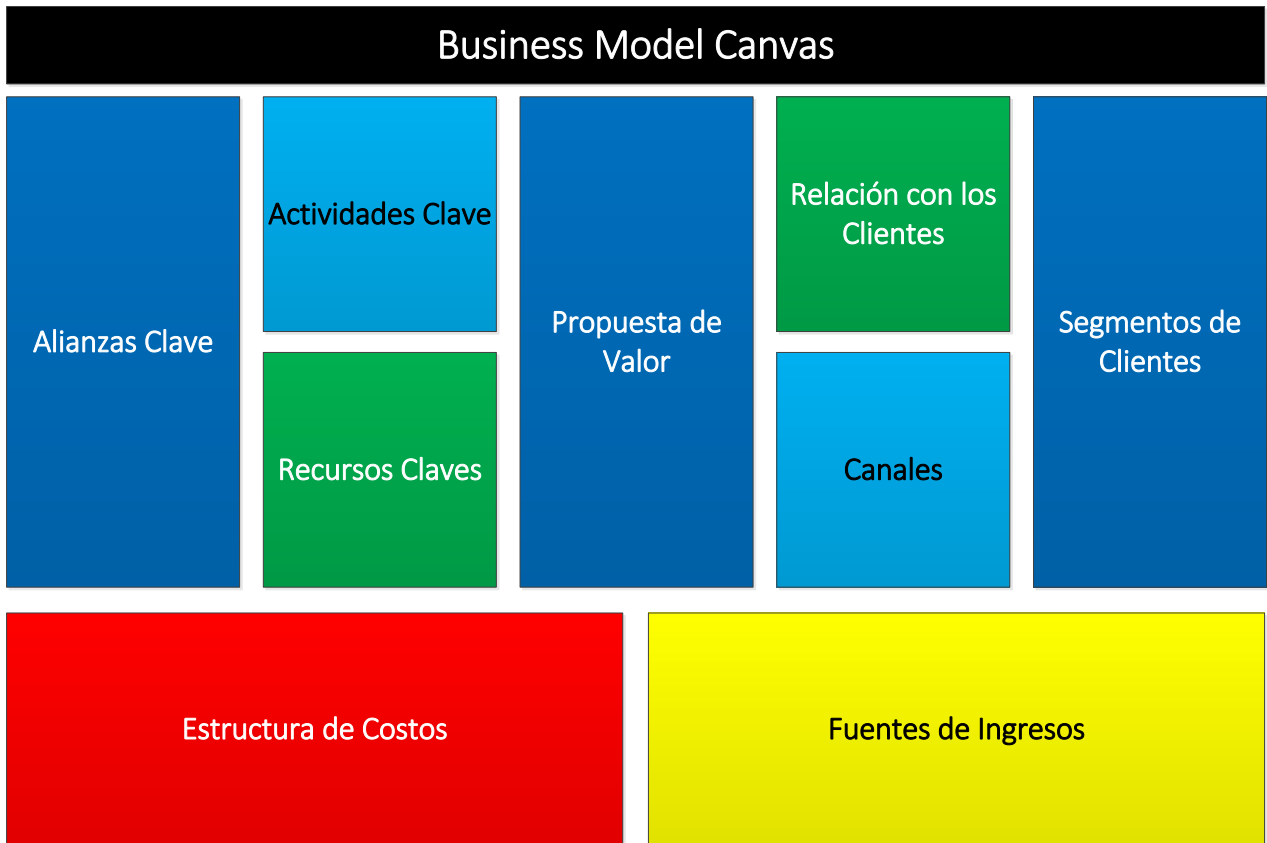 Business Model Canvas
Alianzas Clave
Actividades Clave
Recursos Claves
Propuesta de
Valor
Relación con los
Clientes
Canales
Segmentos de
Clientes
Estructura de Costos
Fuentes de Ingresos